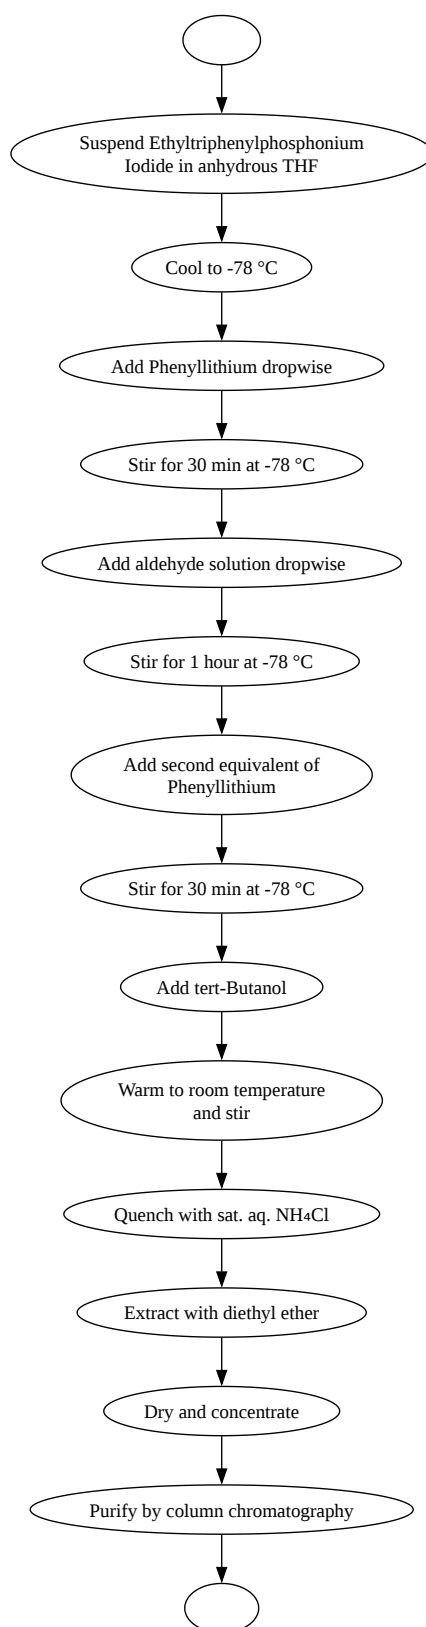 Suspend Ethyltriphenylphosphonium
Iodide in anhydrous THF
Cool to -78 °C
Add Phenyllithium dropwise
Stir for 30 min at -78 °C
Add aldehyde solution dropwise
Stir for 1 hour at -78 °C
Add second equivalent of
Phenyllithium
Stir for 30 min at -78 °C
Add tert-Butanol
Warm to room temperature
and stir
Quench with sat. aq. NH₄Cl
Extract with diethyl ether
Dry and concentrate
Purify by column chromatography